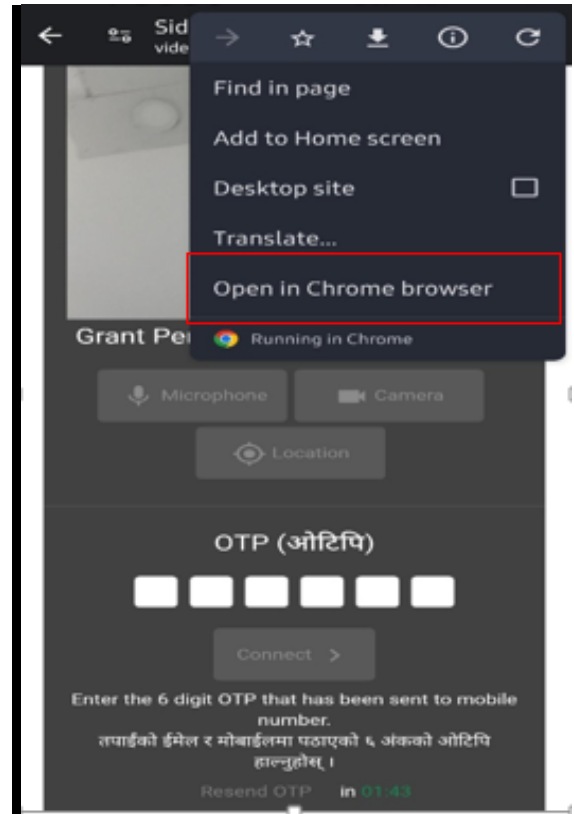 Sid
vide
Find in page
Add to Home screen
Desktop site
Translate...
Open in Chrome browser
Running in Chrome
Grant Per
Microphone
Camera
Location
OTP (ओटिपि)
Connect >
Enter the 6 digit OTP that has been sent to mobile
number.
तपाईंको ईमेल र मोबाईलमा पठाएको ६ अंकको ओटिपि
हाल्नुहोस् ।
Resend OTP in 01:43